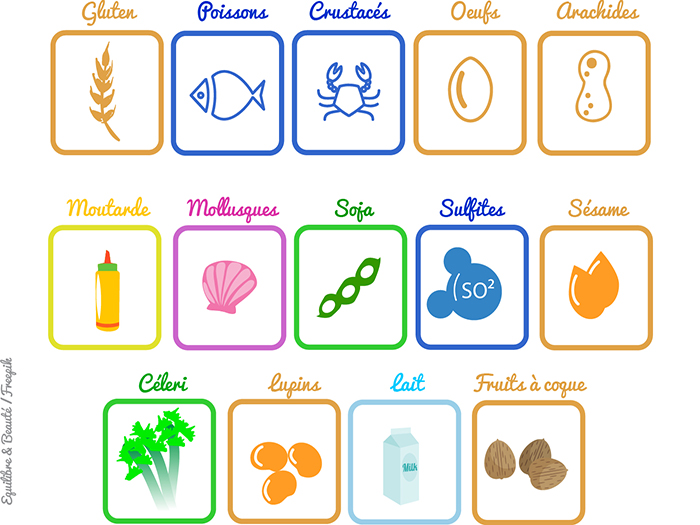 Gluten Poissons Crustacés Oeufs Arachides
Moutarde Mollusques Soja Sulfites Sésame
SO²
Céleri Lupins Lait Fruits à coque
Milk
Equilibre & Beauté / Freepik